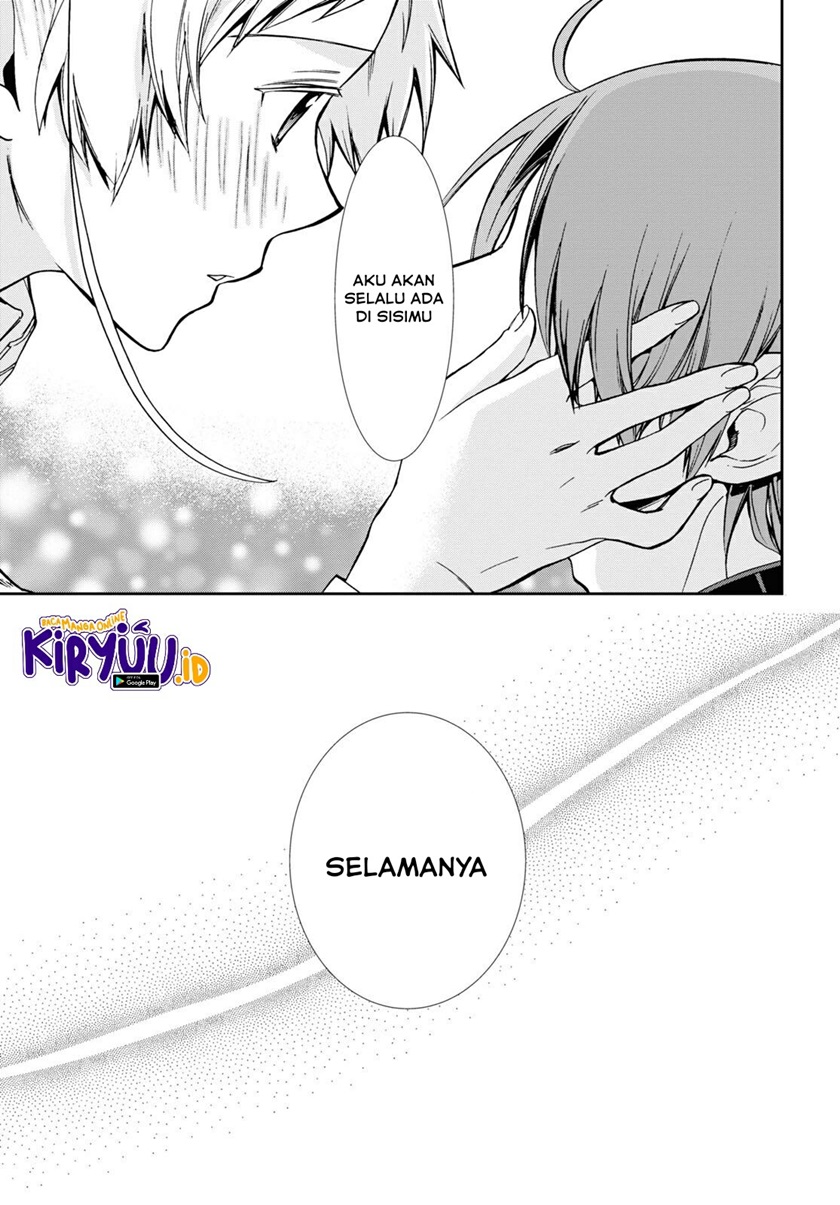 AKU AKAN
SELALU ADA
DI SISIMU
BACA MANGA ONLINE
KIRYUU.ID
Google Play
SELAMANYA